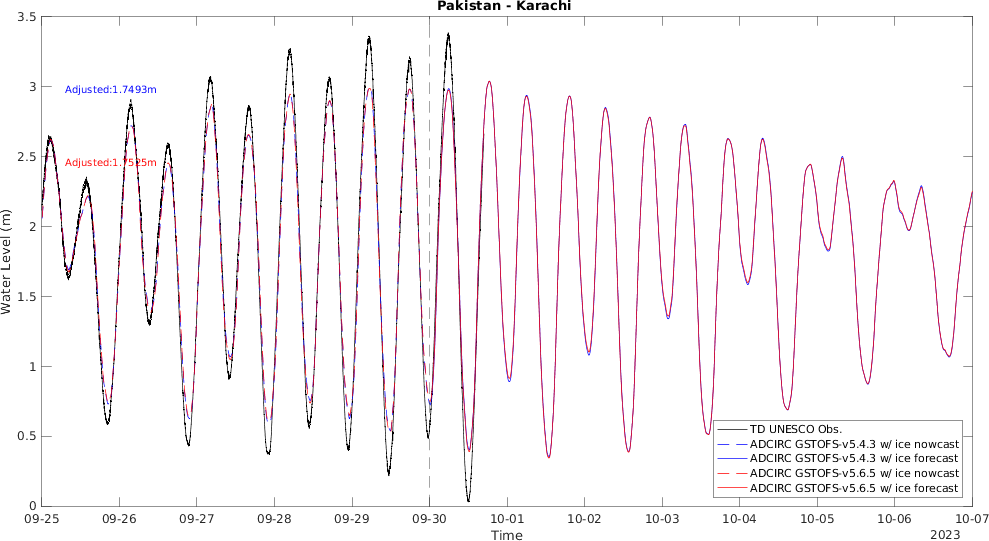 Pakistan - Karachi
3.5
3
2.5
2
1.5
1
0.5
0
Water Level (m)
Adjusted:1.7493m
Adjusted:1.7525m
TD UNESCO Obs.
ADCIRC GSTOFS-v5.4.3 w/ ice nowcast
ADCIRC GSTOFS-v5.4.3 w/ ice forecast
ADCIRC GSTOFS-v5.6.5 w/ ice nowcast
ADCIRC GSTOFS-v5.6.5 w/ ice forecast
09-25 09-26 09-27 09-28 09-29 09-30 10-01 10-02 10-03 10-04 10-05 10-06 10-07
Time
2023